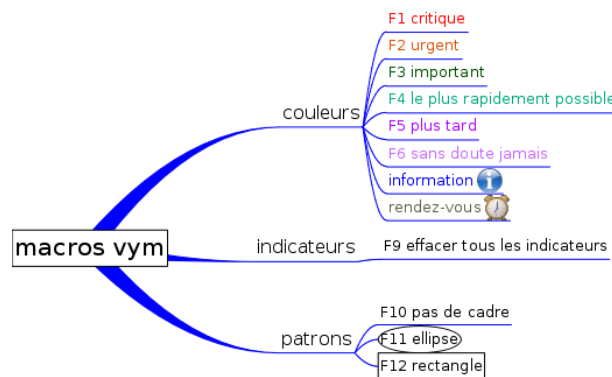 macros vym
couleurs
F1 critique
F2 urgent
F3 important
F4 le plus rapidement possible
F5 plus tard
F6 sans doute jamais
information
rendez-vous
indicateurs
F9 effacer tous les indicateurs
patrons
F10 pas de cadre
F11 ellipse
F12 rectangle